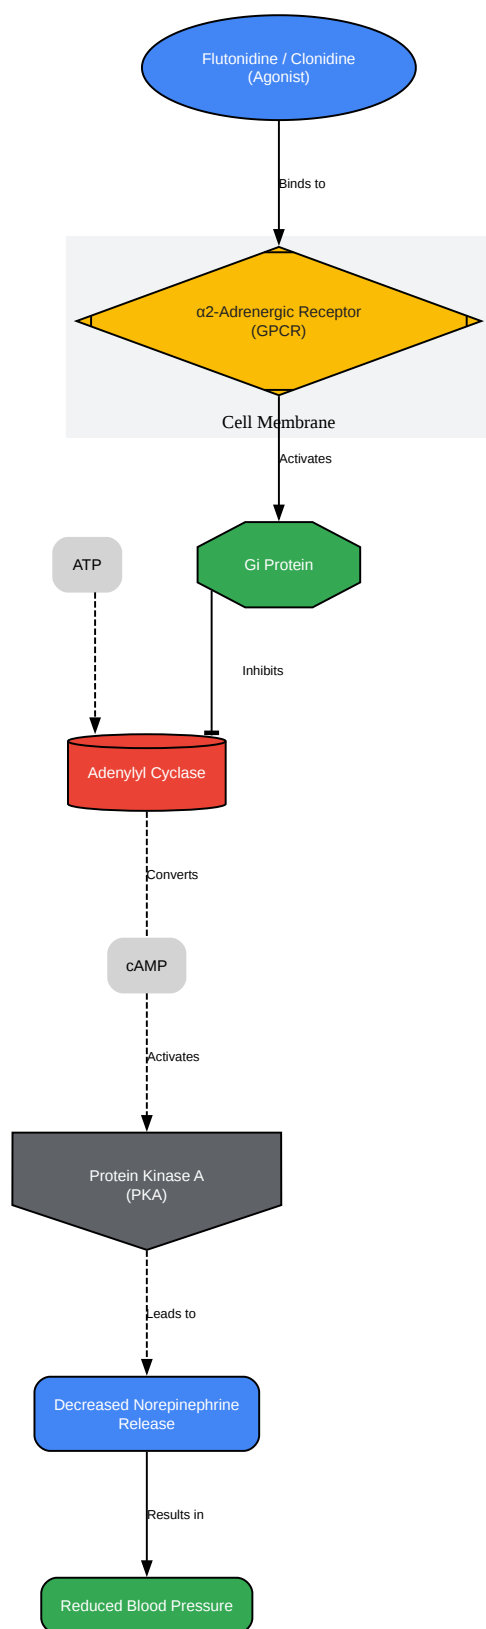 Flutonidine / Clonidine
(Agonist)
Binds to
α2-Adrenergic Receptor
(GPCR)
Cell Membrane
Activates
ATP
Gi Protein
Inhibits
Adenylyl Cyclase
Converts
cAMP
Activates
Protein Kinase A
(PKA)
Leads to
Decreased Norepinephrine
Release
Results in
Reduced Blood Pressure